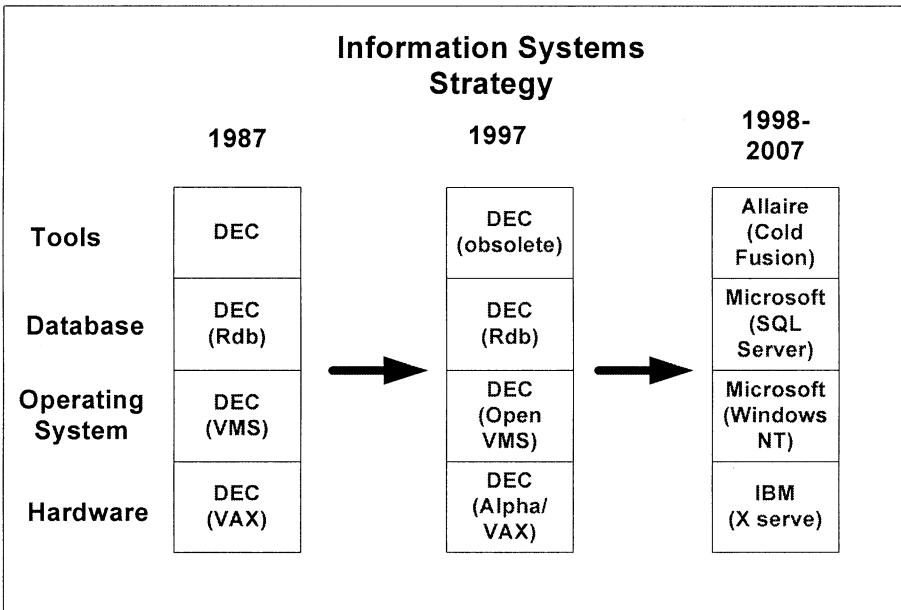 Information Systems
Strategy
1987
1997
1998-
2007
Tools
DEC
DEC
(obsolete)
Allaire
(Cold
Fusion)
Database
DEC
(Rdb)
DEC
(Rdb)
Microsoft
(SQL
Server)
Operating
System
DEC
(VMS)
DEC
(Open
VMS)
Microsoft
(Windows
NT)
Hardware
DEC
(VAX)
DEC
(Alpha/
VAX)
IBM
(X serve)